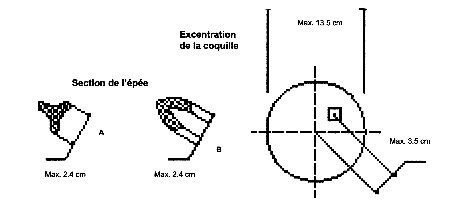 Max. 13.5 cm
Excentration
de la coquille
Section de l'épée
A
B
Max. 3.5 cm
Max. 2.4 cm
Max. 2.4 cm